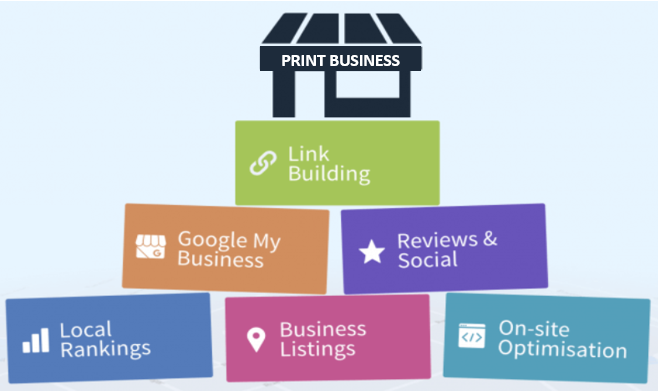 PRINT BUSINESS
Link
Building
Google My
Business
Reviews &
Social
Local
Rankings
Business
Listings
On-site
Optimisation